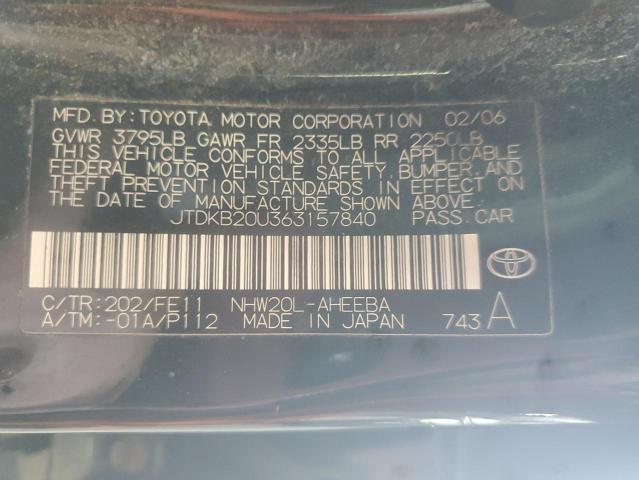 MFD.BY:TOYOTA MOTOR CORPORATION 02/06
GVWR 3795LB GAWR FR 2335LB RR 2250LB
THIS VEHICLE CONFORMS TO ALL APPLICABLE
FEDERAL MOTOR VEHICLE SAFETY, BUMPER, AND
THEFT PREVENTION STANDARDS IN EFFECT ON
THE DATE OF MANUFACTURE SHOWN ABOVE.
JTDKB20U363157840 PASS.CAR
C/TR:202/FE11 NHW20L-AHEEBA
A/TM:-01A/P112 MADE IN JAPAN 743 A